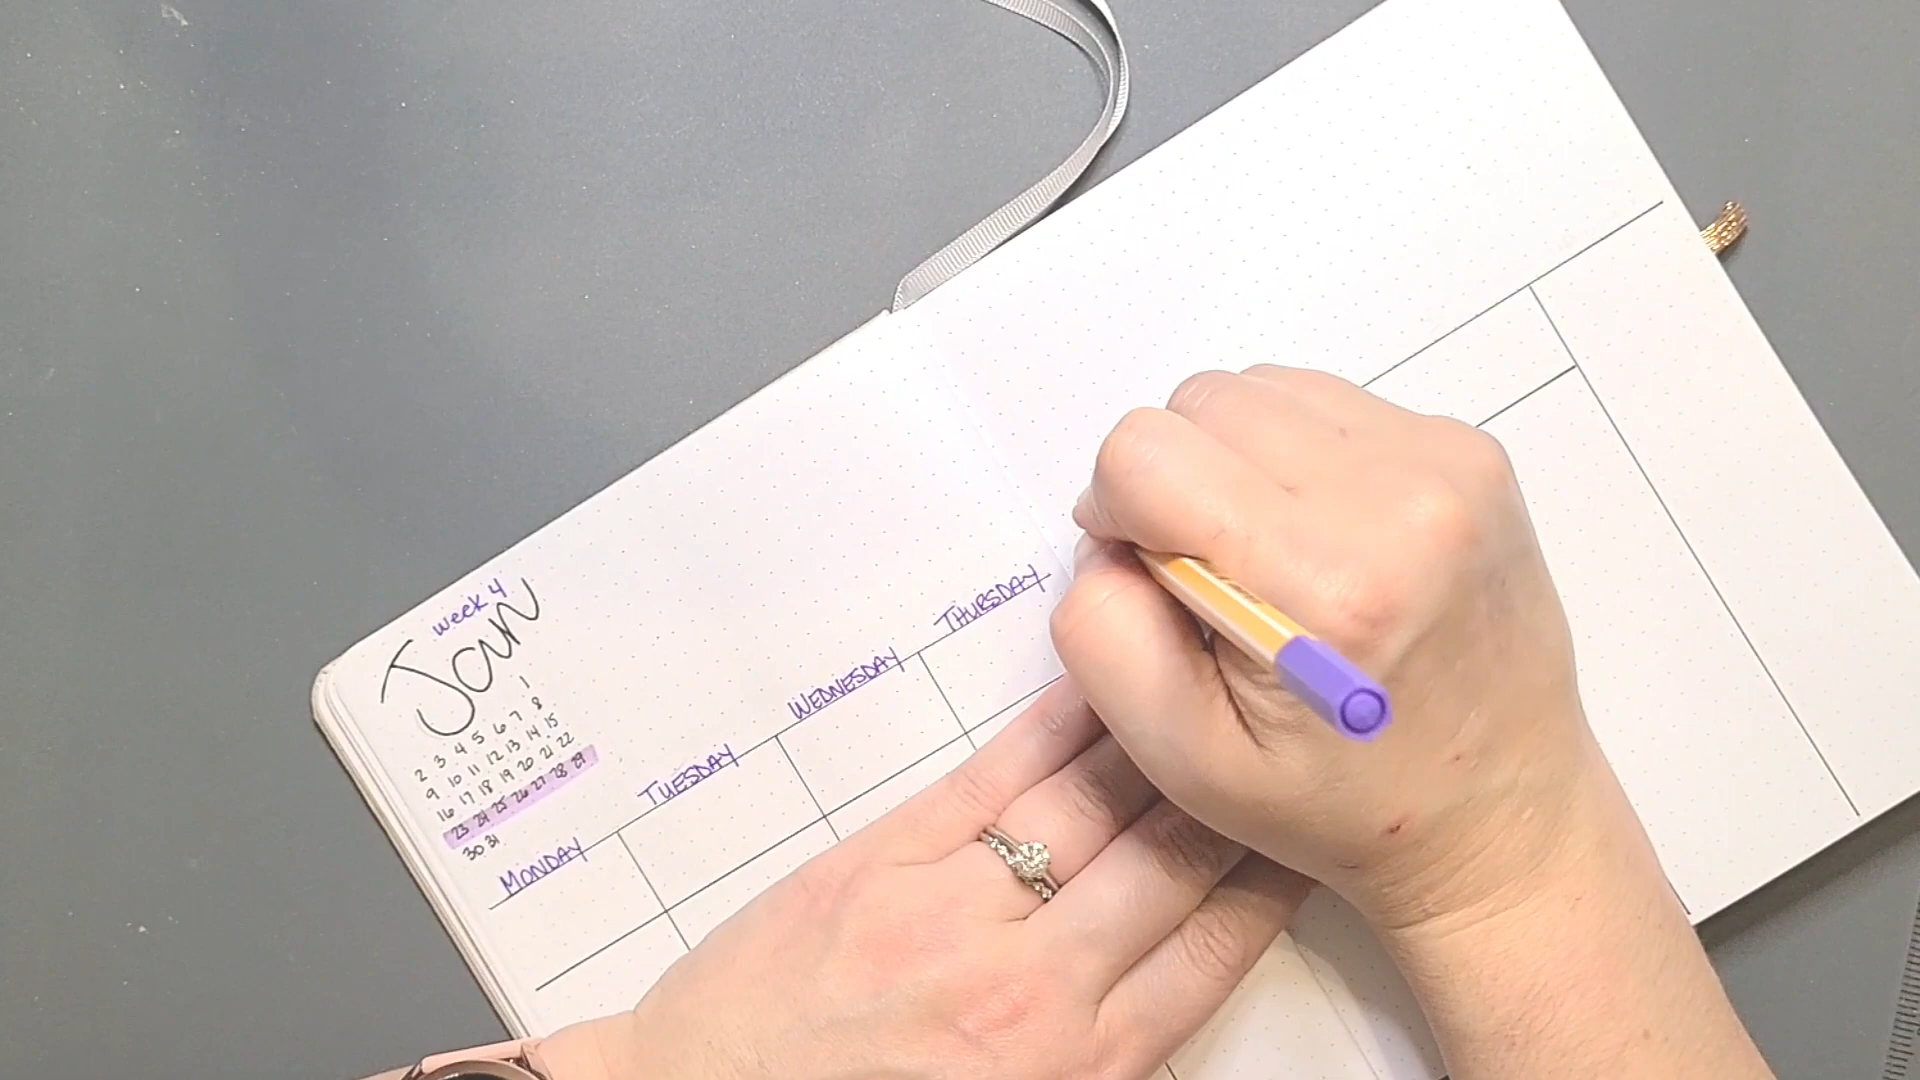 week 4
Jan
1
2 3 4 5 6 7 8
9 10 11 12 13 14 15
16 17 18 19 20 21 22
23 24 25 26 27 28 29
30 31
MONDAY
TUESDAY
WEDNESDAY
THURSDAY